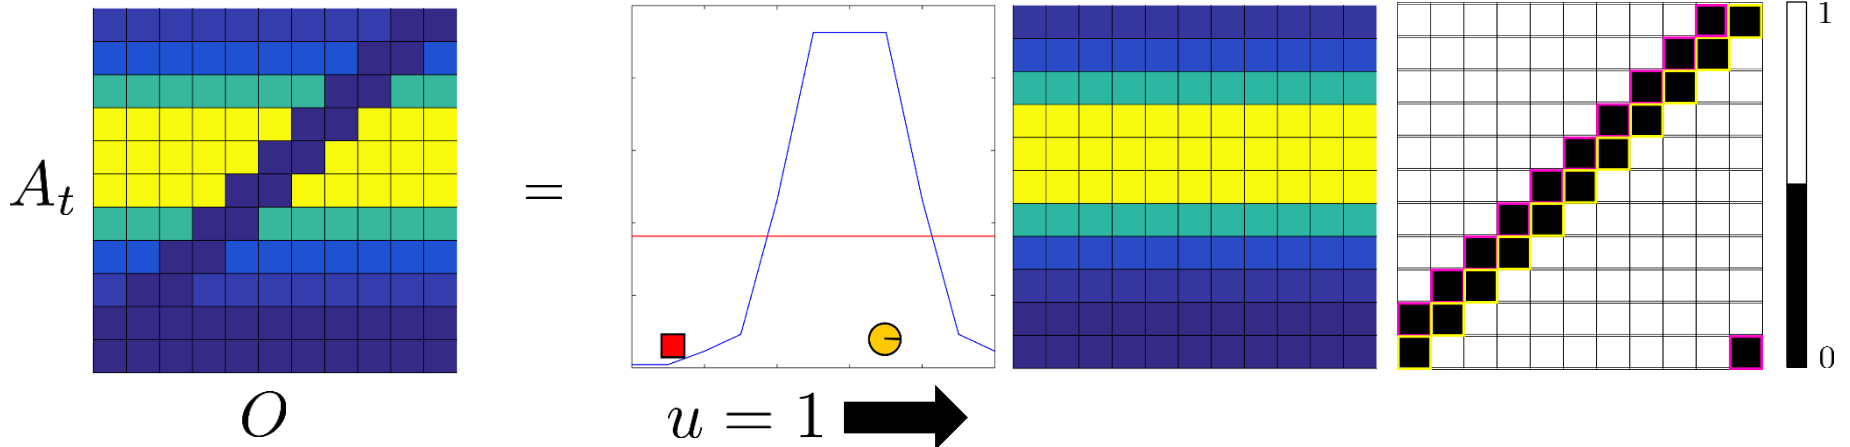 A_t
=
1
0
O
u = 1